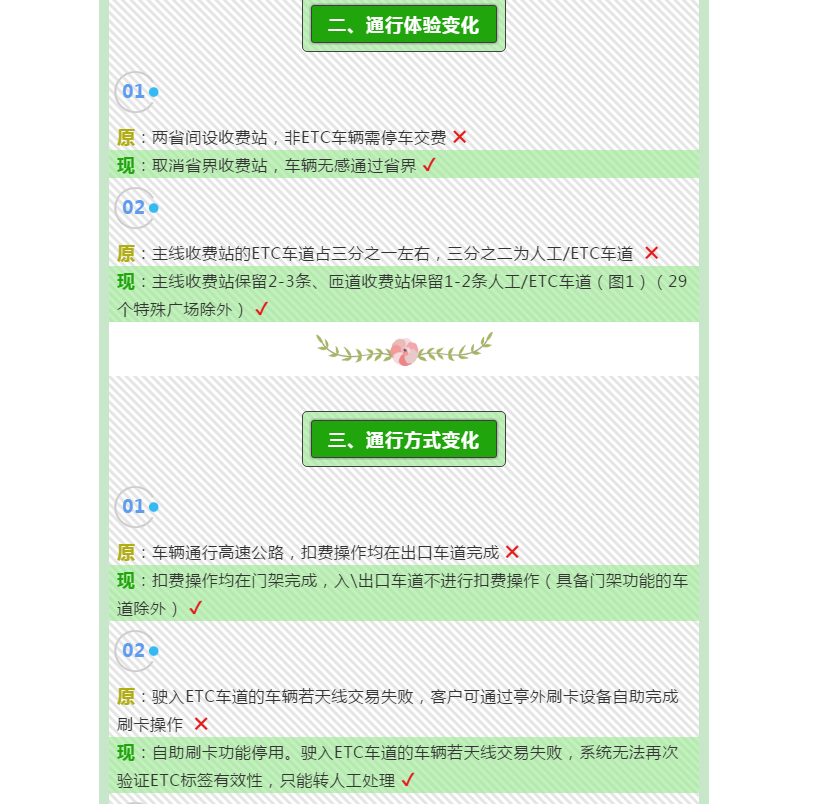 二、通行体验变化
01
原：两省间设收费站，非ETC车辆需停车交费 ❌
现：取消省界收费站，车辆无感通过省界 ✓
02
原：主线收费站的ETC车道占三分之一左右，三分之二为人工/ETC车道 ❌
现：主线收费站保留2-3条、匝道收费站保留1-2条人工/ETC车道（图1）（29
个特殊广场除外）✓
三、通行方式变化
01
原：车辆通行高速公路，扣费操作均在出口车道完成 ❌
现：扣费操作均在门架完成，入\出口车道不进行扣费操作（具备门架功能的车
道除外）✓
02
原：驶入ETC车道的车辆若天线交易失败，客户可通过亭外刷卡设备自助完成
刷卡操作 ❌
现：自助刷卡功能停用。驶入ETC车道的车辆若天线交易失败，系统无法再次
验证ETC标签有效性，只能转人工处理 ✓